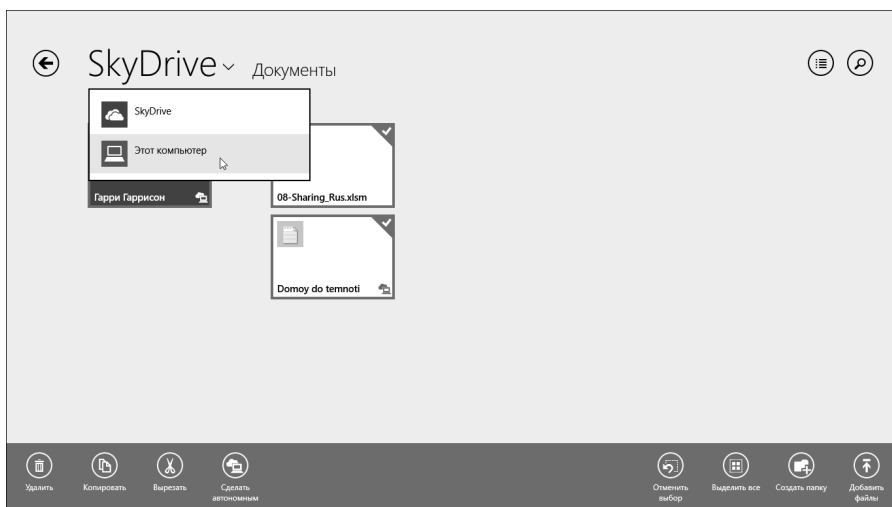 SkyDrive Документы
SkyDrive
Этот компьютер
Гарри Гаррисон
08-Sharing_Rus.xlsm
Domoy do temnoti
Удалить
Копировать
Вырезать
Сделать
автономным
Отменить
выбор
Выделить все
Создать папку
Добавить
файлы